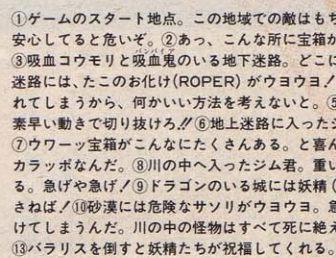 ①ゲームのスタート地点。この地域での敵はもち
安心してると危いぞ。②あっ、こんな所に宝箱が
③吸血コウモリと吸血鬼のいる地下迷路。どこに
バンパイア
迷路には、たこのお化け(ROPER)がウヨウヨ。
れてしまうから、何かいい方法を考えないと。⑤
素早い動きで切り抜けろ!!⑥地上迷路に入ったジ
⑦ウワーッ宝箱がこんなにたくさんある。と喜ん
カラッポなんだ。⑧川の中へ入ったジム君。重い
る。急げや急げ!⑨ドラゴンのいる城には妖精(
さねば!⑩砂漠には危険なサソリがウヨウヨ。急
けてしまうんだ。川の中の怪物はすべて死に絶え
⑬バラリスを倒すと妖精たちが祝福してくれる。